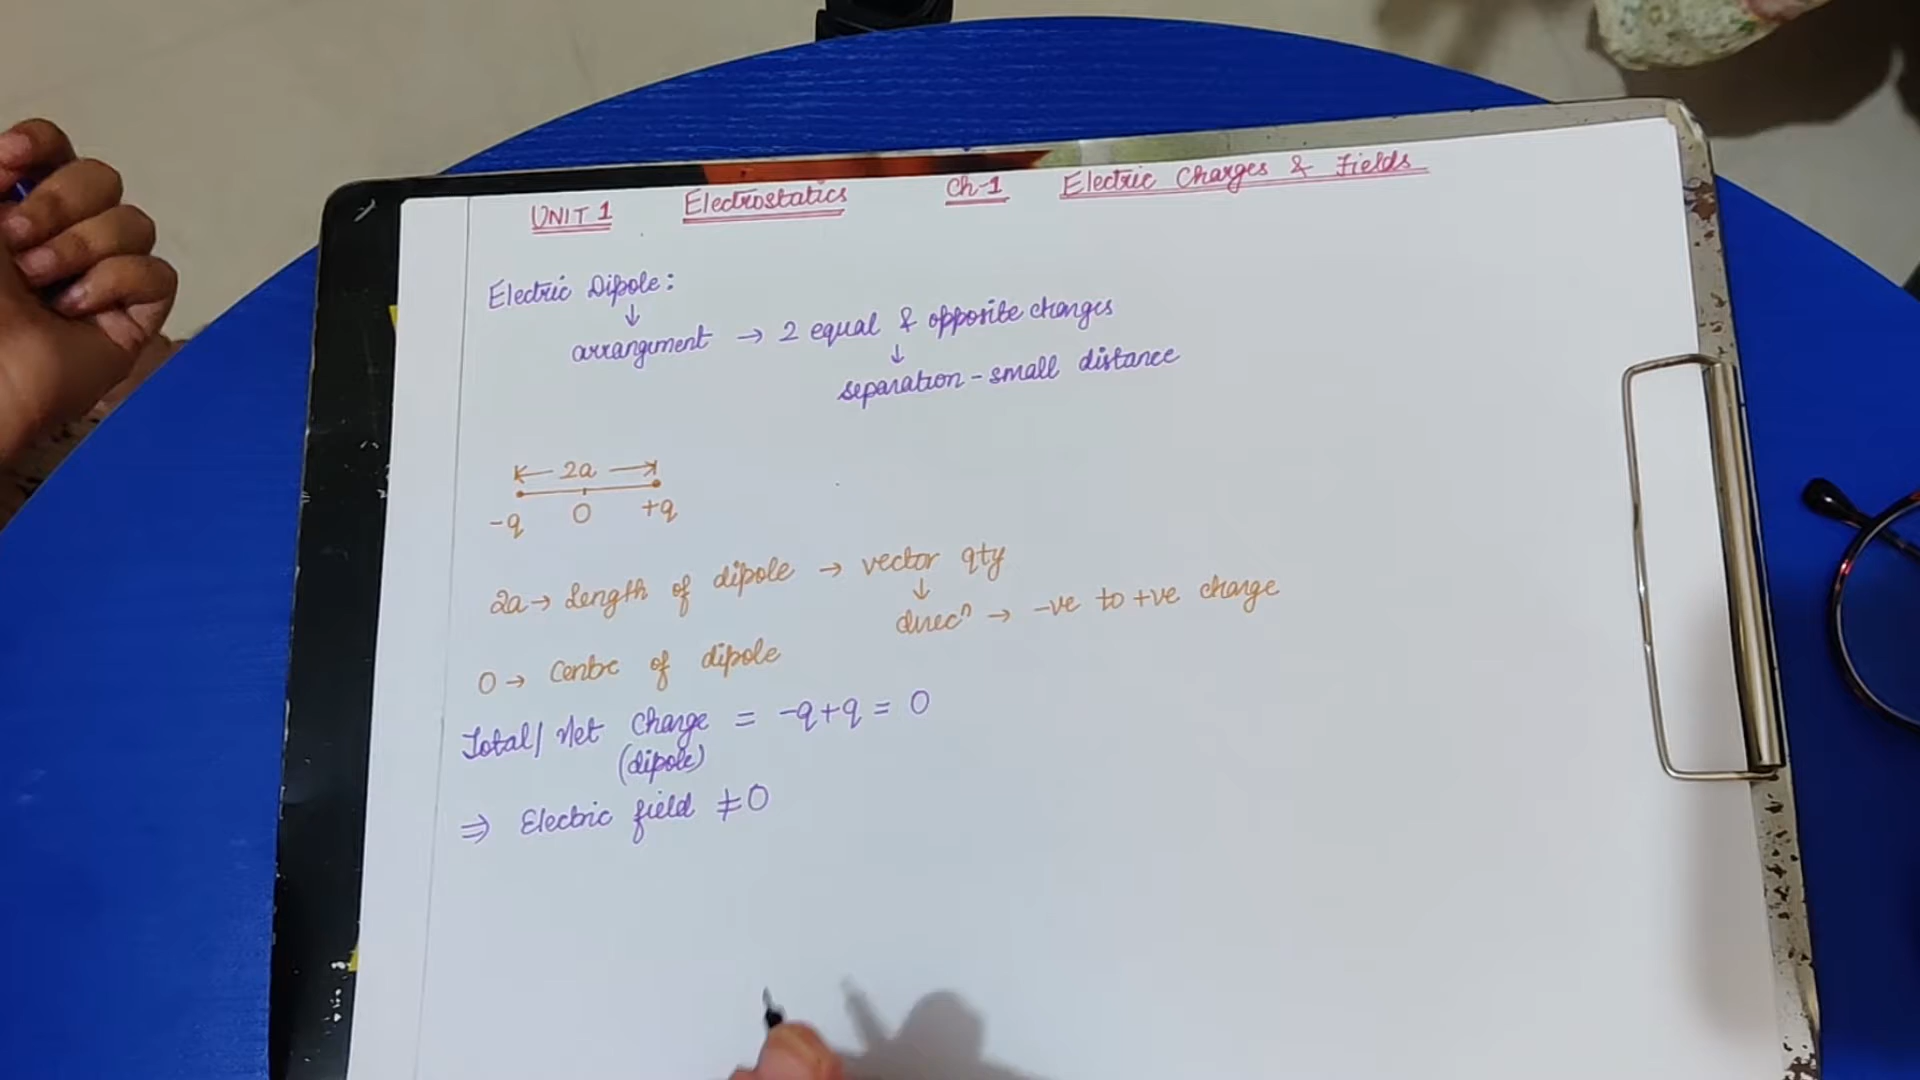 UNIT 1 Electrostatics Ch-1 Electric Charges & Fields
Electric Dipole:
↓
arrangement → 2 equal & opposite charges
↓
separation - small distance
2a
-q O +q
2a → Length of dipole → vector qty
↓
direcⁿ → -ve to +ve charge
O → Centre of dipole
Total/ Net Charge = -q+q = 0
(dipole)
⇒ Electric field ≠ 0